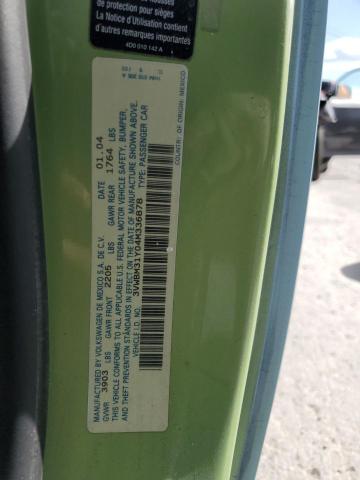 de protection pour sièges
La Notice d'Utilisation contient
d'autres remarques importantes
4D0 010 142 A
MANUFACTURED BY VOLKSWAGEN DE MEXICO S.A. DE C.V. DATE 01.04
GVWR 3903 LBS GAWR FRONT 2205 LBS GAWR REAR 1764 LBS
THIS VEHICLE CONFORMS TO ALL APPLICABLE U.S. FEDERAL MOTOR VEHICLE SAFETY, BUMPER,
AND THEFT PREVENTION STANDARDS IN EFFECT ON THE DATE OF MANUFACTURE SHOWN ABOVE.
VEHICLE I.D. NO.: 3VWBM31Y04M336878 TYPE: PASSENGER CAR
COUNTRY OF ORIGIN: MEXICO